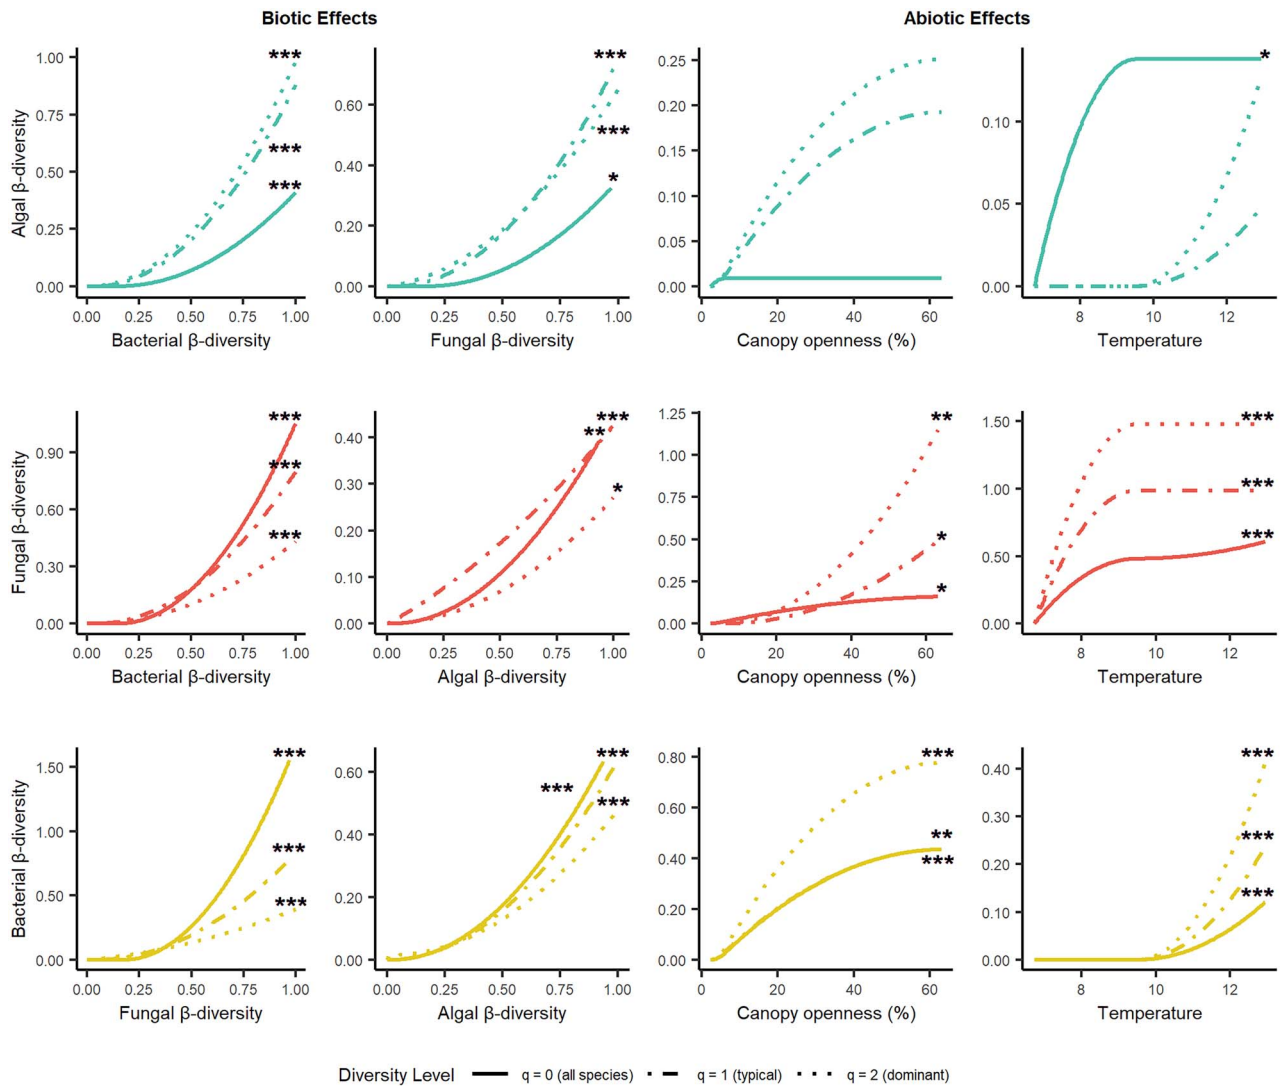 Biotic Effects
Abiotic Effects
Algal β-diversity
1.00
0.75
0.50
0.25
0.00
***
***
***
0.00 0.25 0.50 0.75 1.00
Bacterial β-diversity
0.60
0.40
0.20
0.00
***
***
*
0.00 0.25 0.50 0.75 1.00
Fungal β-diversity
0.25
0.20
0.15
0.10
0.05
0.00
0 20 40 60
Canopy openness (%)
0.10
0.05
0.00
*
8 10 12
Temperature
Fungal β-diversity
0.90
0.60
0.30
0.00
***
***
***
0.00 0.25 0.50 0.75 1.00
Bacterial β-diversity
0.40
0.30
0.20
0.10
0.00
***
**
*
0.00 0.25 0.50 0.75 1.00
Algal β-diversity
1.25
1.00
0.75
0.50
0.25
0.00
**
*
*
0 20 40 60
Canopy openness (%)
1.50
1.00
0.50
0.00
***
***
***
8 10 12
Temperature
Bacterial β-diversity
1.50
1.00
0.50
0.00
***
***
***
0.00 0.25 0.50 0.75 1.00
Fungal β-diversity
0.60
0.40
0.20
0.00
***
***
***
0.00 0.25 0.50 0.75 1.00
Algal β-diversity
0.80
0.60
0.40
0.20
0.00
***
**
***
0 20 40 60
Canopy openness (%)
0.40
0.30
0.20
0.10
0.00
***
***
***
8 10 12
Temperature
Diversity Level q = 0 (all species) q = 1 (typical) q = 2 (dominant)